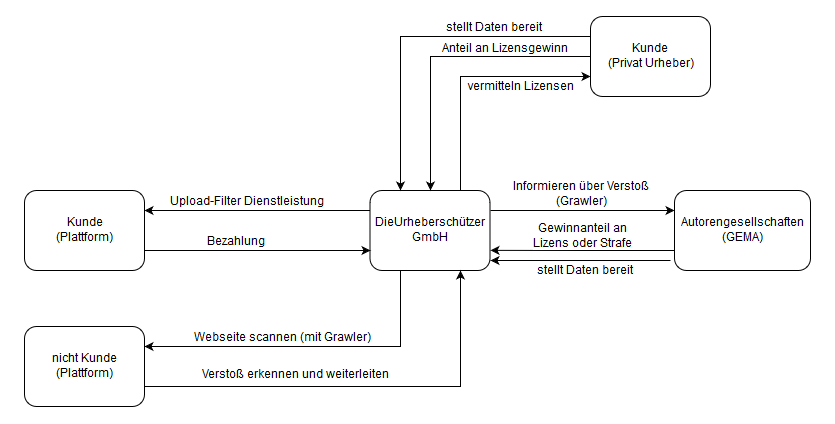 stellt Daten bereit
Anteil an Lizensgewinn
vermitteln Lizensen
Kunde
(Privat Urheber)
Upload-Filter Dienstleistung
Kunde
(Plattform)
Bezahlung
DieUrheberschützer
GmbH
Informieren über Verstoß
(Grawler)
Gewinnanteil an
Lizens oder Strafe
stellt Daten bereit
Autorengesellschaften
(GEMA)
Webseite scannen (mit Grawler)
nicht Kunde
(Plattform)
Verstoß erkennen und weiterleiten